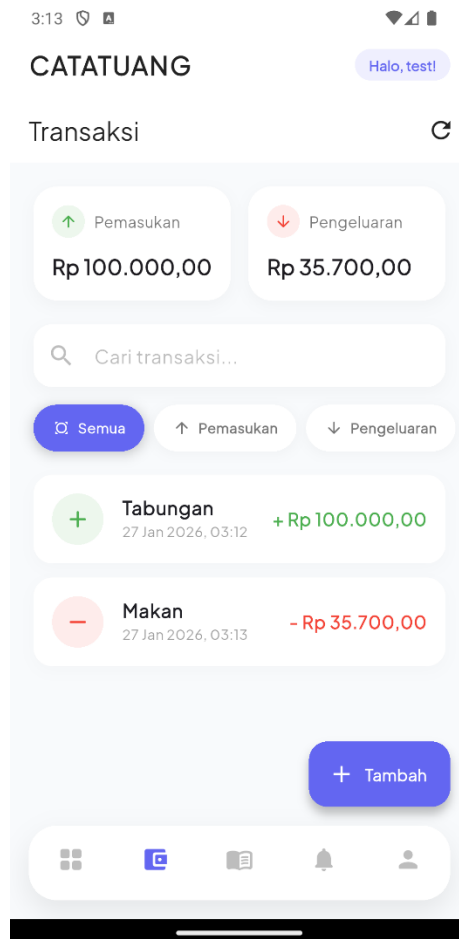 3:13
CATATUANG
Halo, test!
Transaksi
Pemasukan
Rp 100.000,00
Pengeluaran
Rp 35.700,00
Cari transaksi...
Semua
Pemasukan
Pengeluaran
Tabungan
27 Jan 2026, 03:12
+ Rp 100.000,00
Makan
27 Jan 2026, 03:13
- Rp 35.700,00
+ Tambah